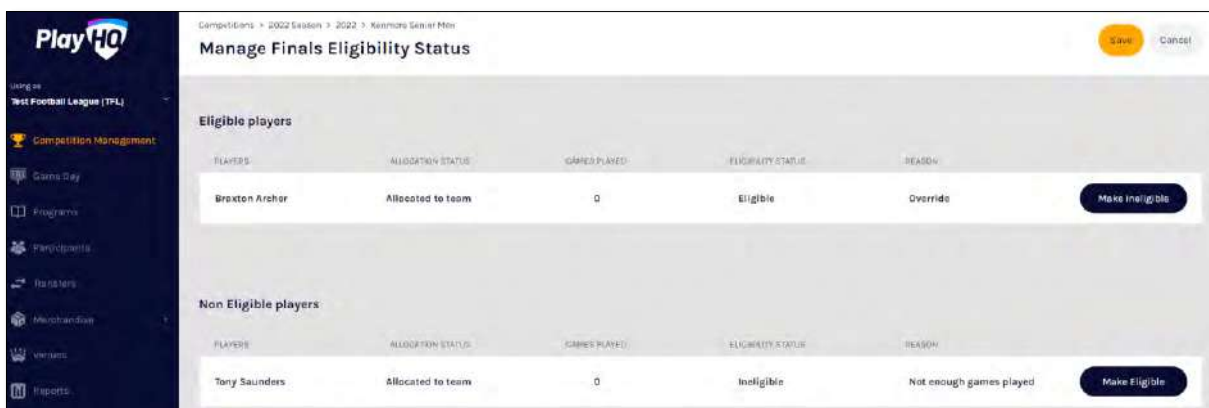 PlayHQ
Competitions > 2022 Season > 2022 > Kenmore Senior Men
Manage Finals Eligibility Status
Save
Cancel
Using as
Test Football League (TFL)
Competition Management
Game Day
Programs
Participants
Transfers
Merchandise
Venues
Reports
Eligible players
PLAYERS ALLOCATION STATUS GAMES PLAYED ELIGIBILITY STATUS REASON
Braxton Archer Allocated to team 0 Eligible Override Make Ineligible
Non Eligible players
PLAYERS ALLOCATION STATUS GAMES PLAYED ELIGIBILITY STATUS REASON
Tony Saunders Allocated to team 0 Ineligible Not enough games played Make Eligible